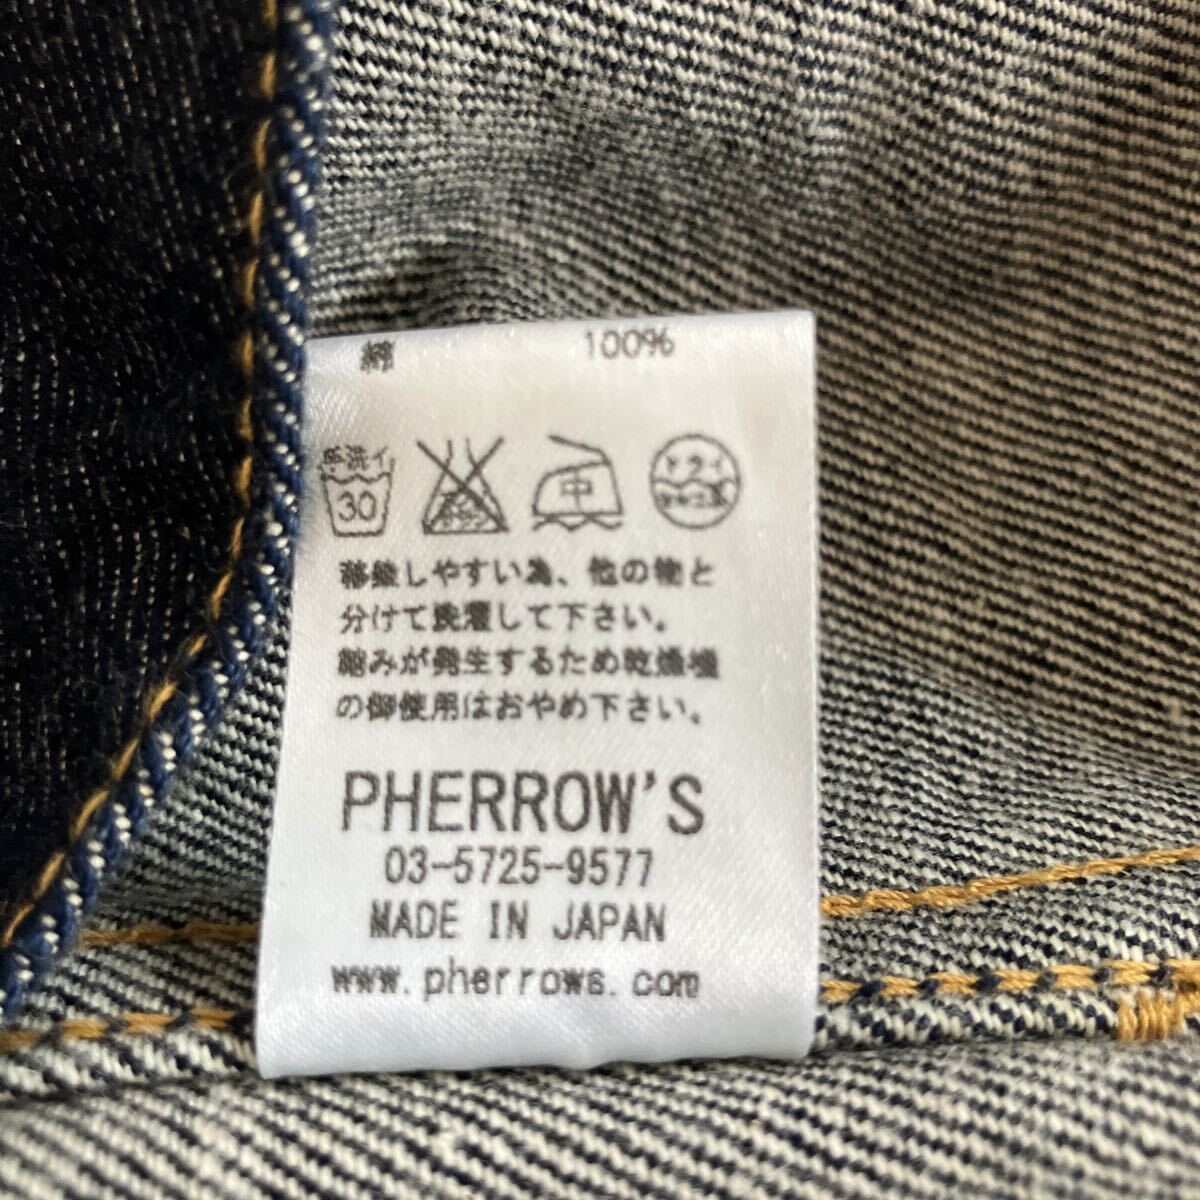 綿 100%
手洗イ 30 中 ドライ
移染しやすい為、他の物と
分けて洗濯して下さい。
縮みが発生するため乾燥機
の御使用はおやめ下さい。
PHERROW'S
03-5725-9577
MADE IN JAPAN
www.pherrows.com